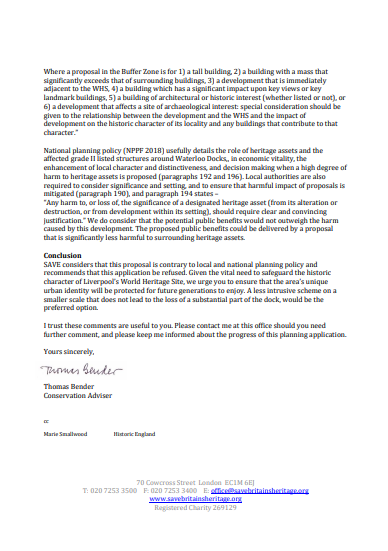 Where a proposal in the Buffer Zone is for 1) a tall building, 2) a building with a mass that
significantly exceeds that of surrounding buildings, 3) a development that is immediately
adjacent to the WHS, 4) a building which has a significant impact upon key views or key
landmark buildings, 5) a building of architectural or historic interest (whether listed or not), or
6) a development that affects a site of archaeological interest: special consideration should be
given to the relationship between the development and the WHS and the impact of
development on the historic character of its locality and any buildings that contribute to that
character."
National planning policy (NPPF 2018) usefully details the role of heritage assets and the
affected grade II listed structures around Waterloo Docks,, in economic vitality, the
enhancement of local character and distinctiveness, and decision making when a high degree of
harm to heritage assets is proposed (paragraphs 192 and 196). Local authorities are also
required to consider significance and setting, and to ensure that harmful impact of proposals is
mitigated (paragraph 190), and paragraph 194 states –
"Any harm to, or loss of, the significance of a designated heritage asset (from its alteration or
destruction, or from development within its setting), should require clear and convincing
justification." We do consider that the potential public benefits would not outweigh the harm
caused by this development. The proposed public benefits could be delivered by a proposal
that is significantly less harmful to surrounding heritage assets.
Conclusion
SAVE considers that this proposal is contrary to local and national planning policy and
recommends that this application be refused. Given the vital need to safeguard the historic
character of Liverpool's World Heritage Site, we urge you to ensure that the area's unique
urban identity will be protected for future generations to enjoy. A less intrusive scheme on a
smaller scale that does not lead to the loss of a substantial part of the dock, would be the
preferred option.
I trust these comments are useful to you. Please contact me at this office should you need
further comment, and please keep me informed about the progress of this planning application.
Yours sincerely,
Thomas Bender
Thomas Bender
Conservation Adviser
cc
Marie Smallwood Historic England
70 Cowcross Street London EC1M 6EJ
T: 020 7253 3500 F: 020 7253 3400 E: office@savebritainsheritage.org
www.savebritainsheritage.org
Registered Charity 269129